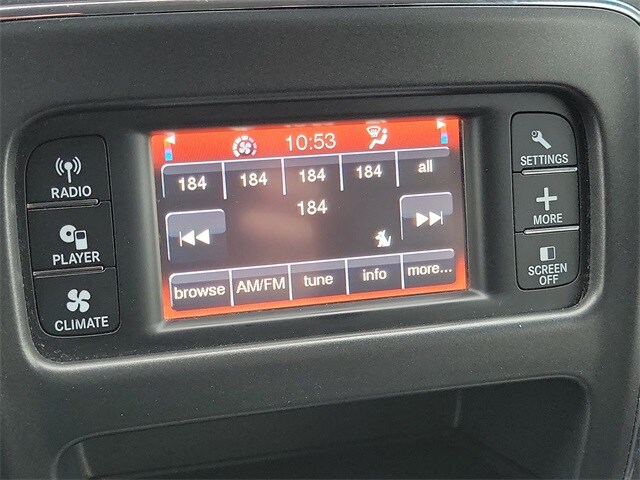 10:53
184 184 184 184 all
184
browse AM/FM tune info more...
RADIO
PLAYER
CLIMATE
SETTINGS
MORE
SCREEN
OFF